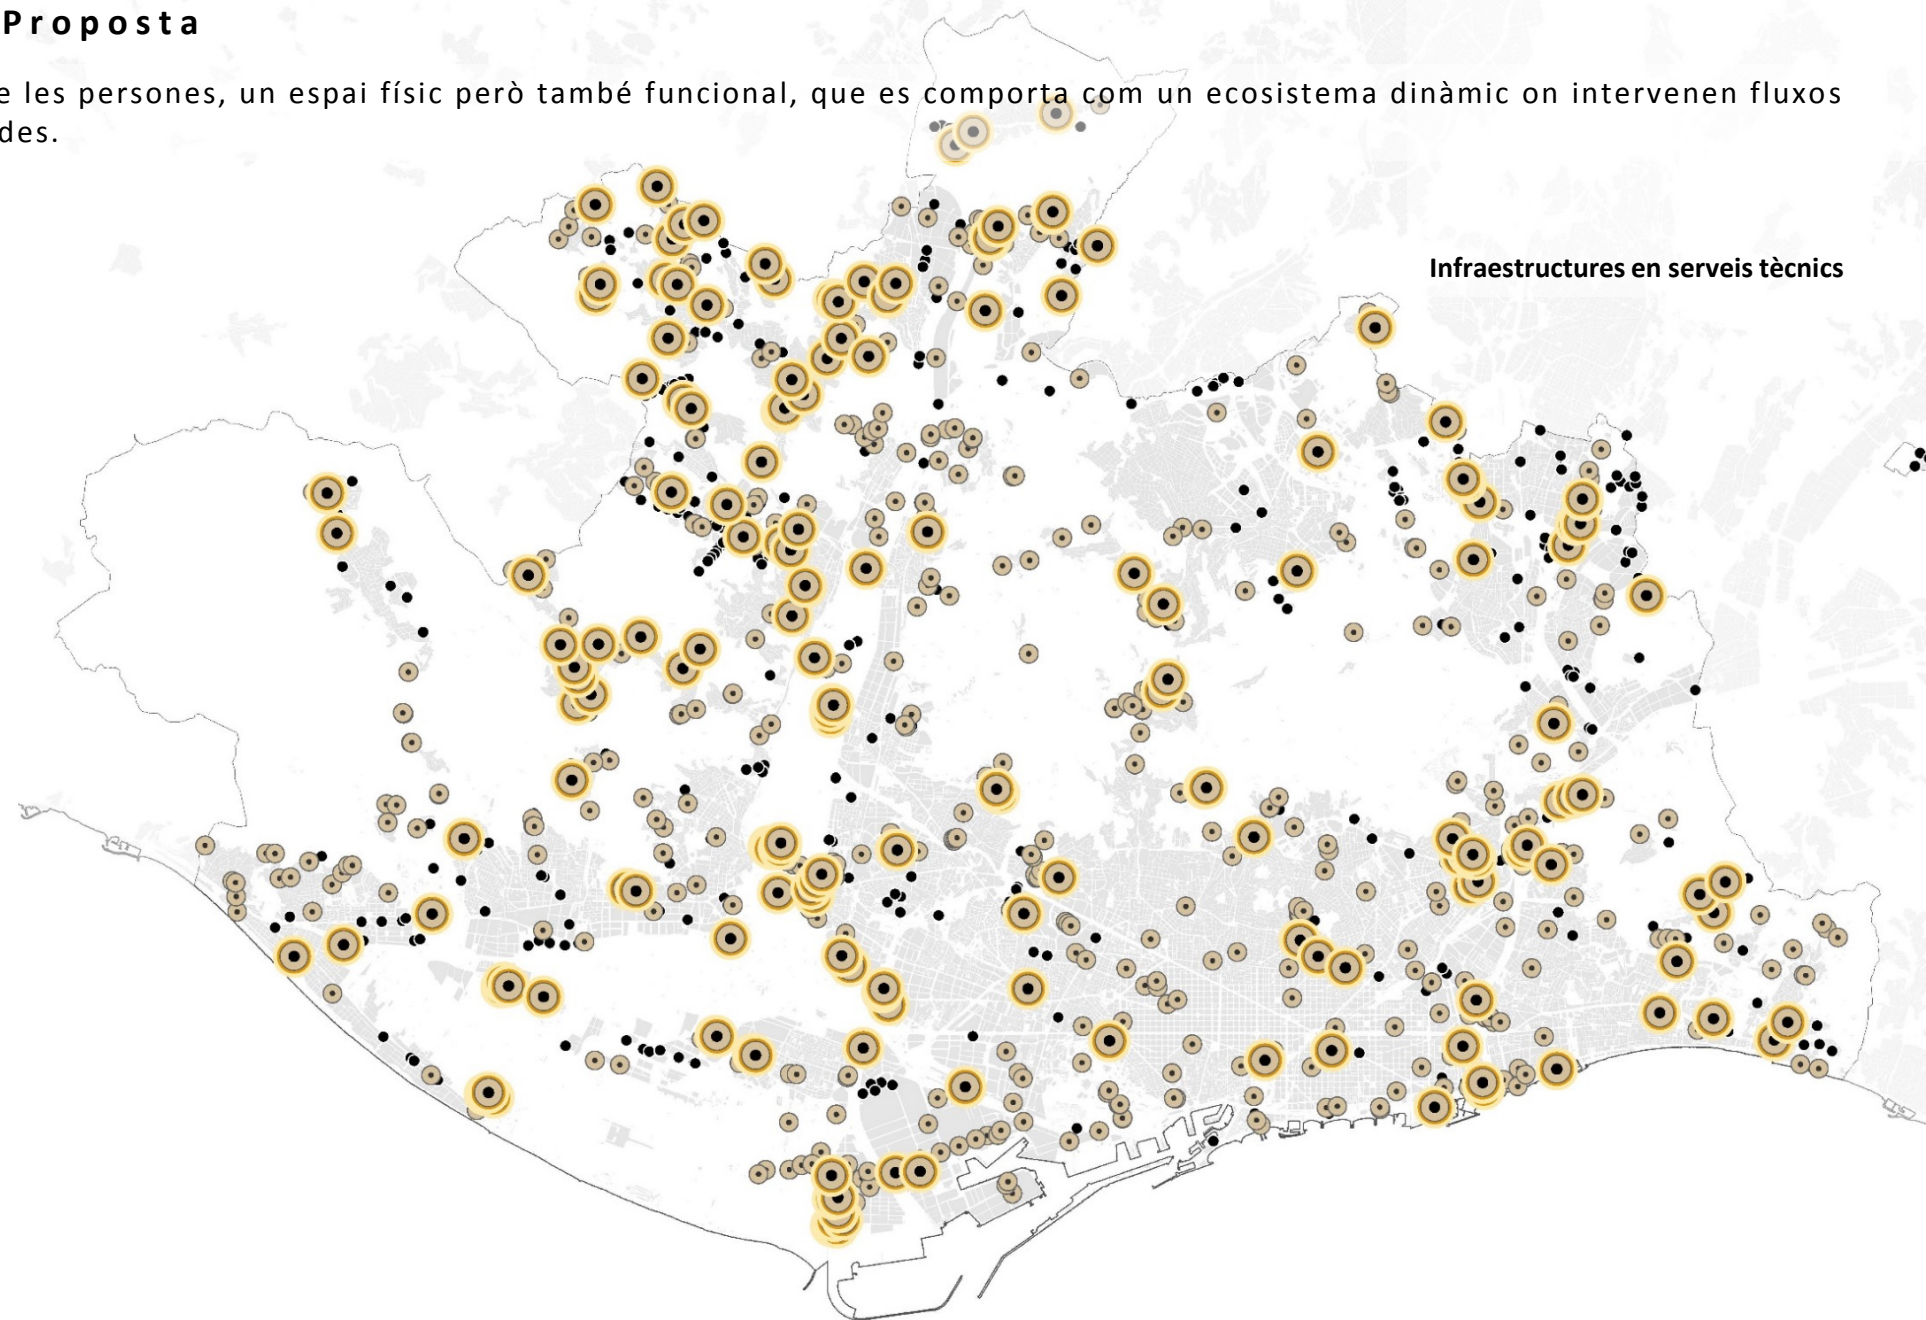 Proposta
les persones, un espai físic però també funcional, que es comporta com un ecosistema dinàmic on intervenen fluxos
Infraestructures en serveis tècnics